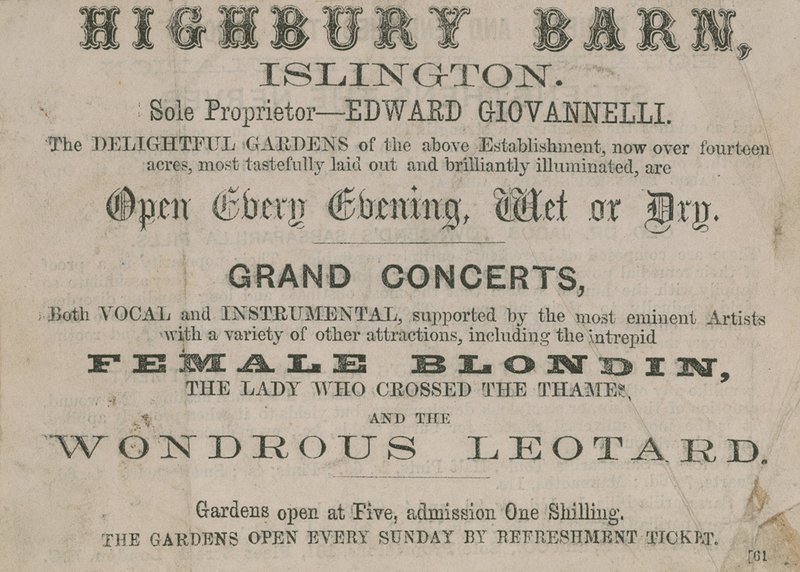 HIGHBURY BARN,
ISLINGTON.
Sole Proprietor—EDWARD GIOVANNELLI.
The DELIGHTFUL GARDENS of the above Establishment, now over fourteen
acres, most tastefully laid out and brilliantly illuminated, are
Open Every Evening, Wet or Dry.
GRAND CONCERTS,
Both VOCAL and INSTRUMENTAL, supported by the most eminent Artists
with a variety of other attractions, including the intrepid
FEMALE BLONDIN,
THE LADY WHO CROSSED THE THAMES,
AND THE
WONDROUS LEOTARD.
Gardens open at Five, admission One Shilling.
THE GARDENS OPEN EVERY SUNDAY BY REFRESHMENT TICKET.
[61